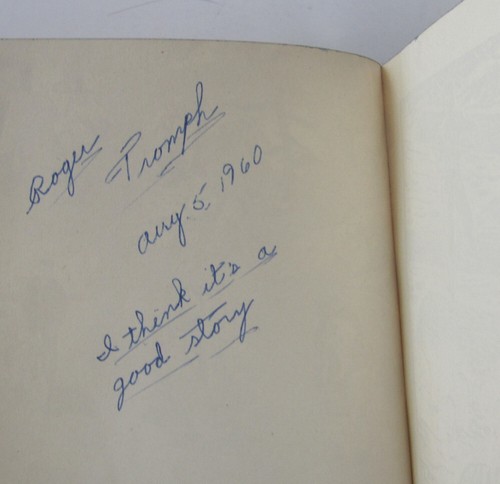 Roger Tromph
Aug. 5, 1960
I think it's a
good story